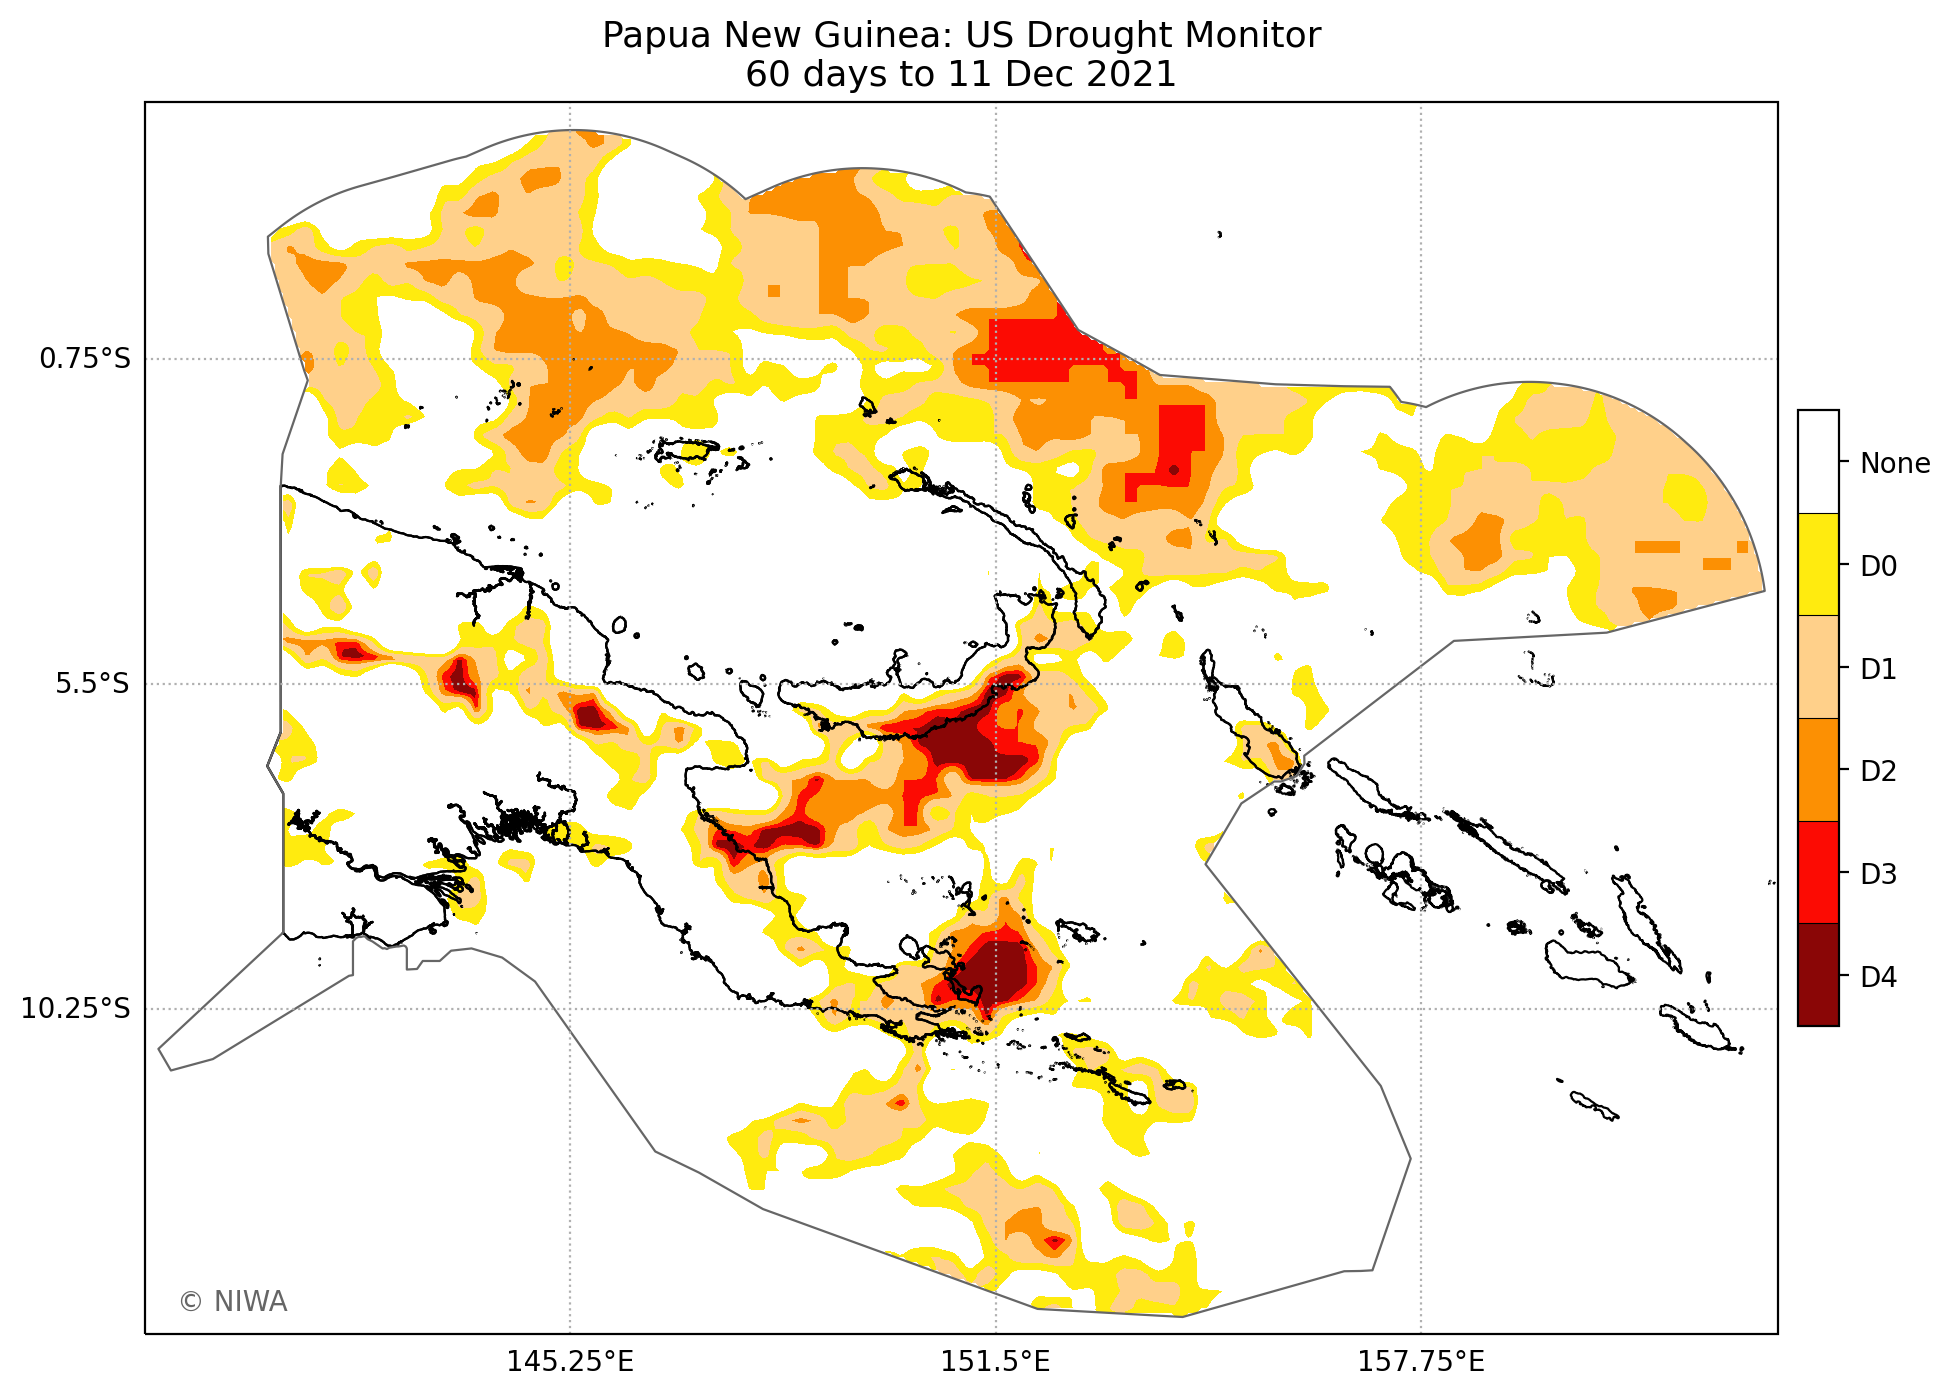 Papua New Guinea: US Drought Monitor
60 days to 11 Dec 2021
0.75°S
5.5°S
10.25°S
145.25°E
151.5°E
157.75°E
None
D0
D1
D2
D3
D4
© NIWA